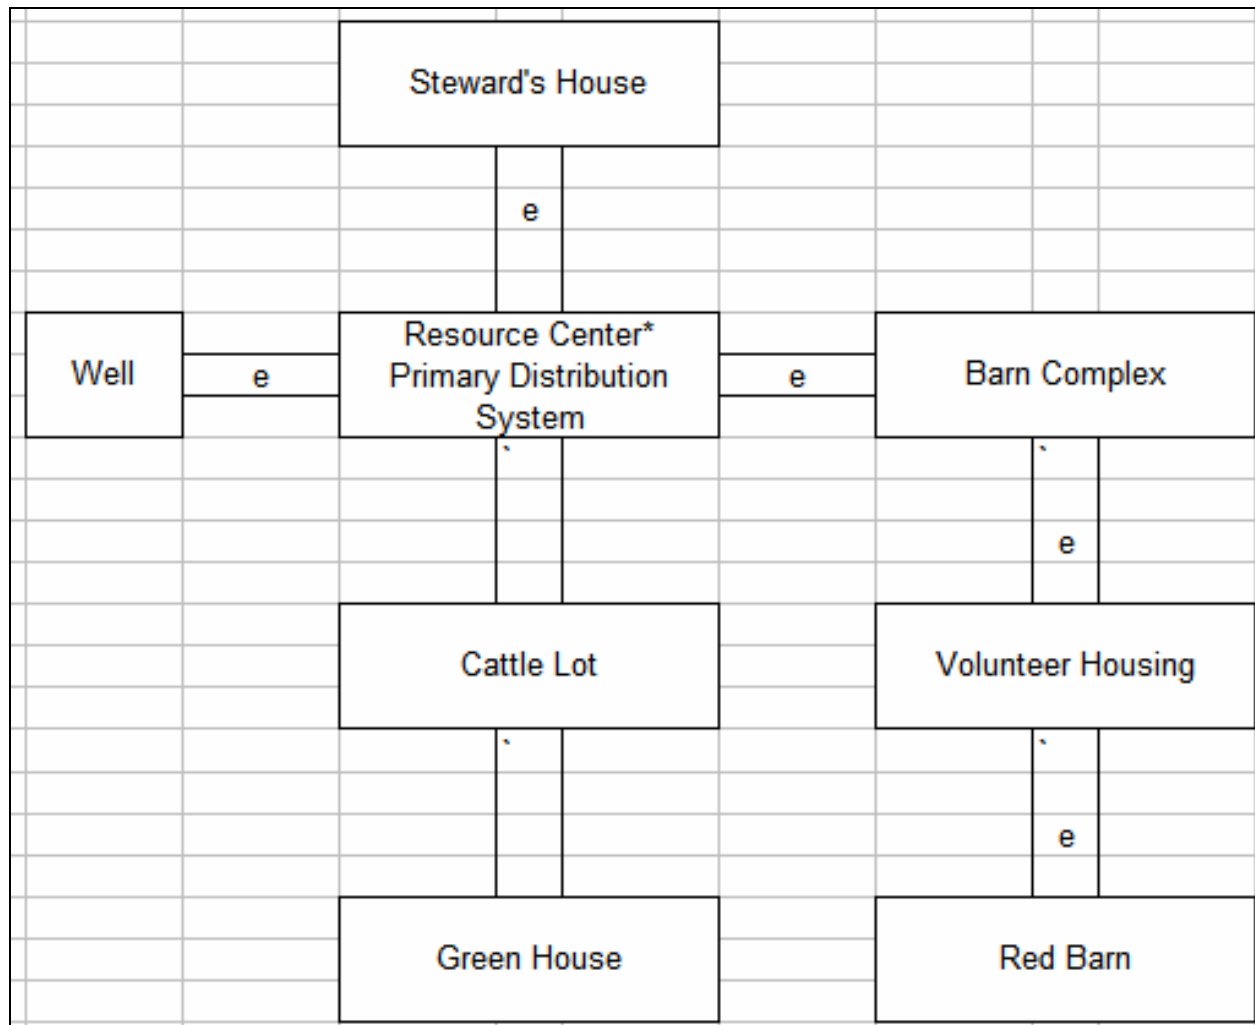 Steward's House
e
Well
e
Resource Center*
Primary Distribution
System
e
Barn Complex
`
`
e
Cattle Lot
Volunteer Housing
`
`
e
Green House
Red Barn